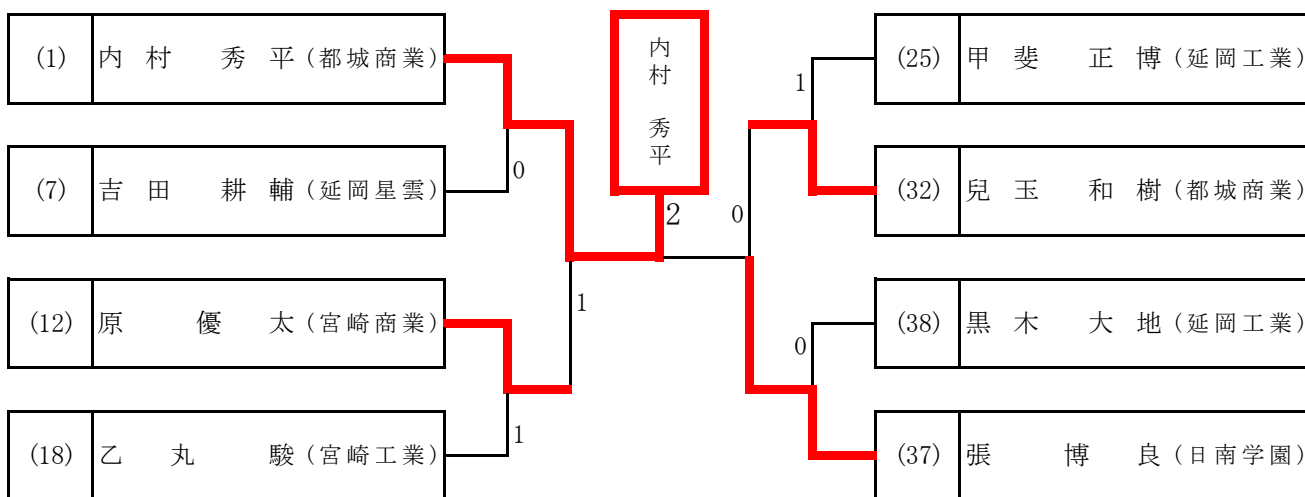 (1) 内村 秀平 (都城商業)
0
(7) 吉田 耕輔 (延岡星雲)
1
(12) 原 優太 (宮崎商業)
1
(18) 乙丸 駿 (宮崎工業)
内村 秀平
2
(25) 甲斐 正博 (延岡工業)
1
(32) 兒玉 和樹 (都城商業)
0
(38) 黒木 大地 (延岡工業)
0
(37) 張 博良 (日南学園)